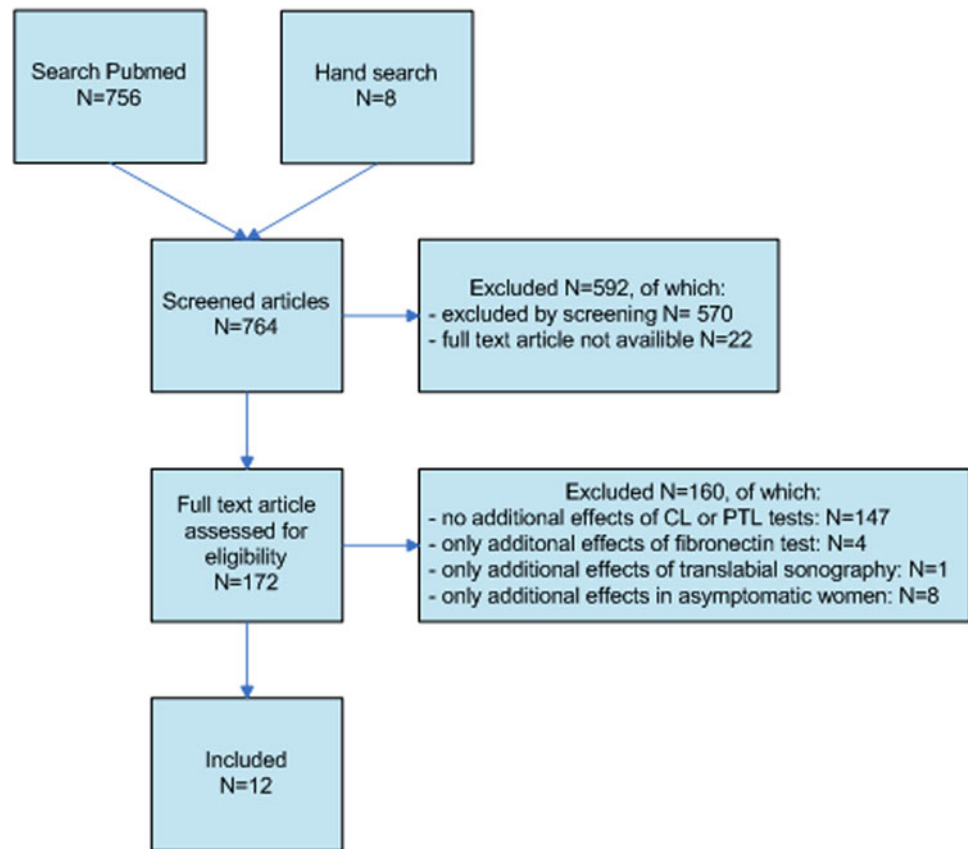 Search Pubmed
N=756
Hand search
N=8
Screened articles
N=764
Excluded N=592, of which:
- excluded by screening N= 570
- full text article not availible N=22
Full text article
assessed for
eligibility
N=172
Excluded N=160, of which:
- no additional effects of CL or PTL tests: N=147
- only additonal effects of fibronectin test: N=4
- only additional effects of translabial sonography: N=1
- only additional effects in asymptomatic women: N=8
Included
N=12